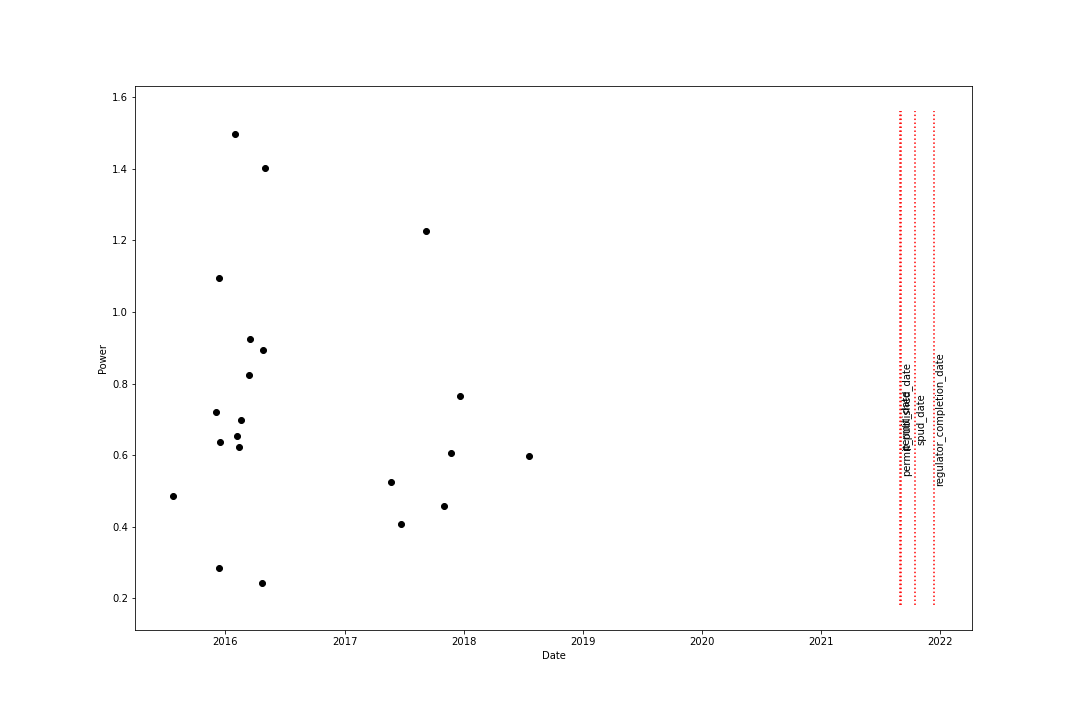 1.6
1.4
1.2
1.0
0.8
0.6
0.4
0.2
Power
permit_published_date
spud_date
regulator_completion_date
2016 2017 2018 2019 2020 2021 2022
Date